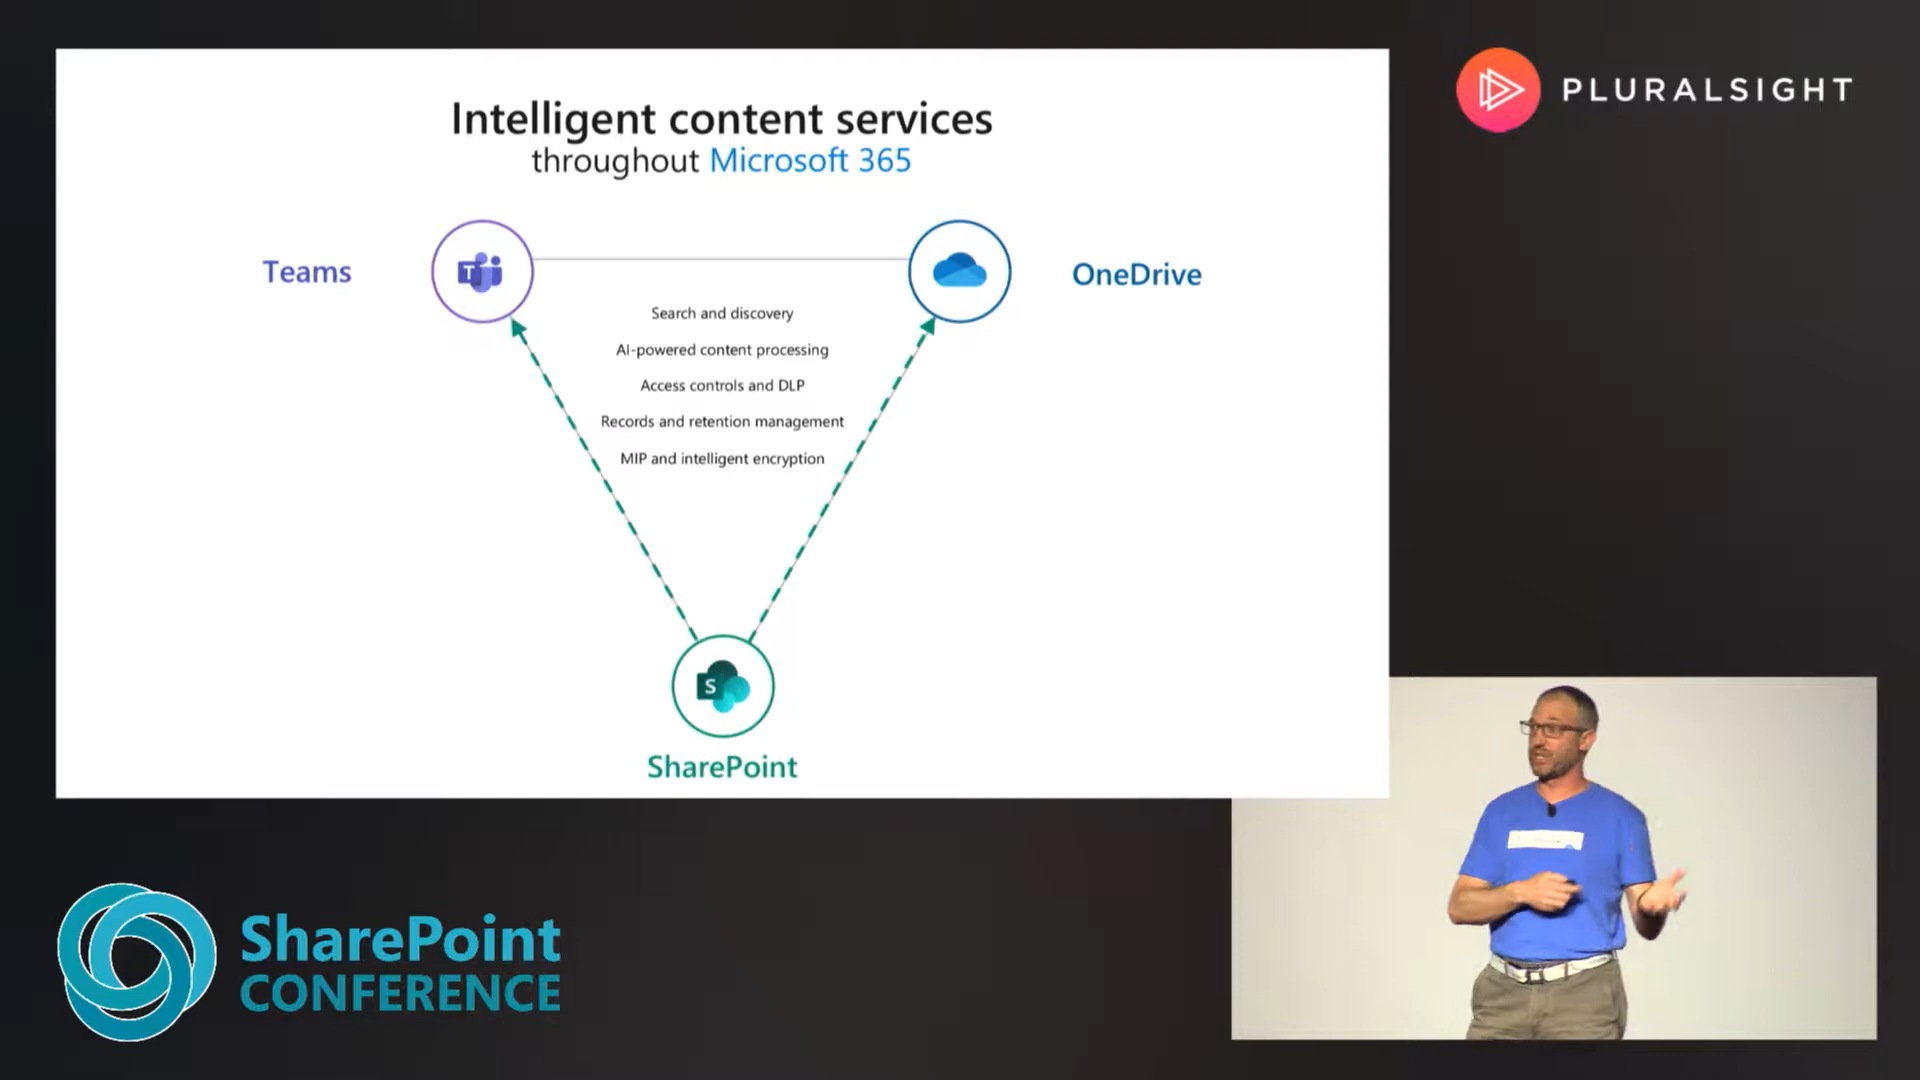 Intelligent content services
throughout Microsoft 365
Teams
T
OneDrive
Search and discovery
AI-powered content processing
Access controls and DLP
Records and retention management
MIP and intelligent encryption
S
SharePoint
PLURALSIGHT
SharePoint
CONFERENCE